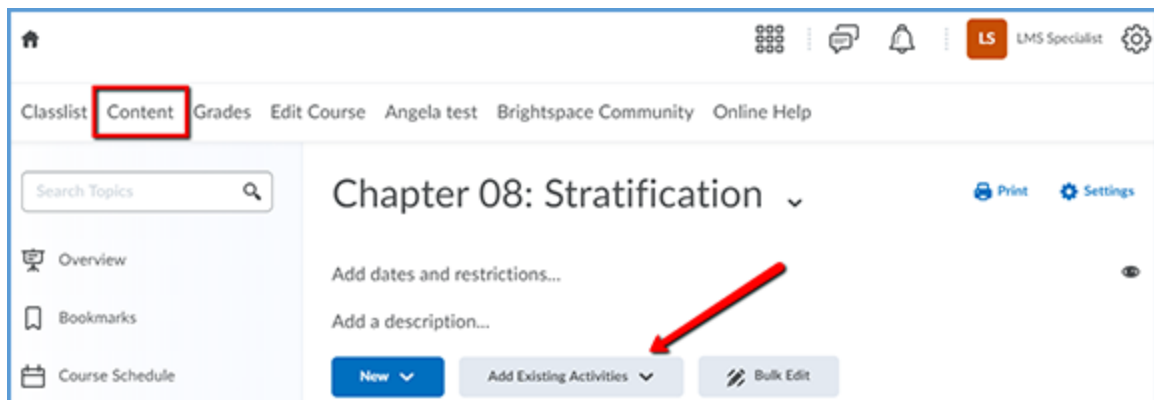 LS LMS Specialist
Classlist Content Grades Edit Course Angela test Brightspace Community Online Help
Search Topics
Chapter 08: Stratification
Print Settings
Overview
Add dates and restrictions...
Bookmarks
Add a description...
Course Schedule
New Add Existing Activities Bulk Edit